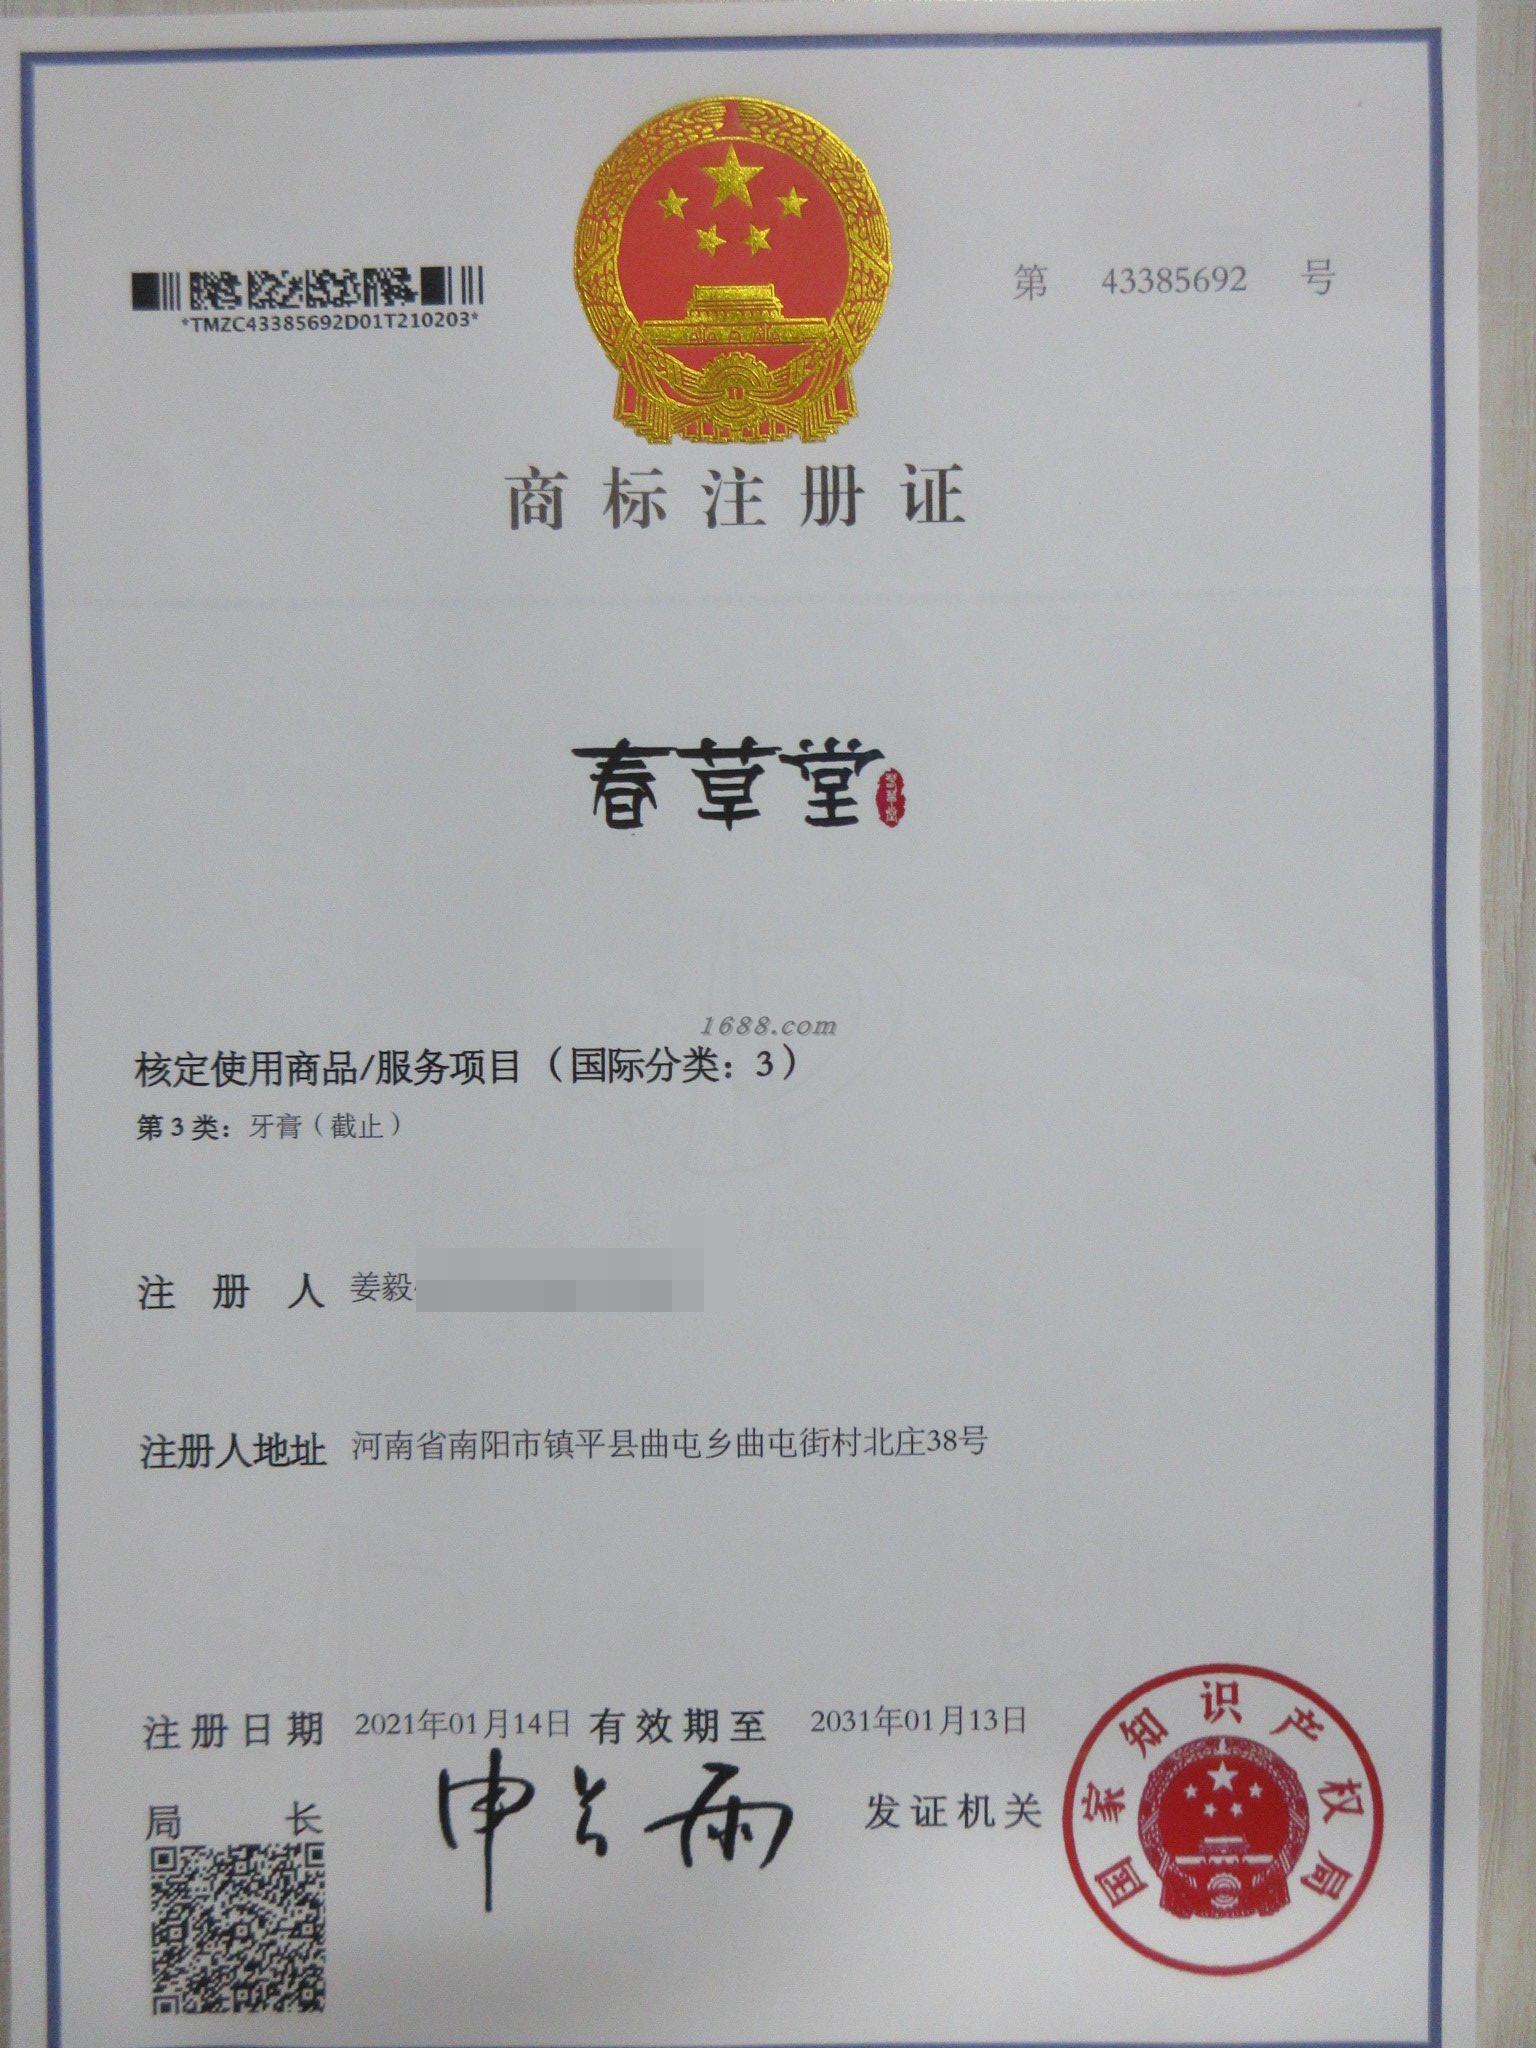 第 43385692 号
*TMZC43385692D01T210203*
商标注册证
春草堂
1688.com
核定使用商品/服务项目（国际分类：3）
第3类：牙膏（截止）
注册人 姜毅
注册人地址 河南省南阳市镇平县曲屯乡曲屯街村北庄38号
注册日期 2021年01月14日 有效期至 2031年01月13日
局长 申长雨 发证机关
国家知识产权局